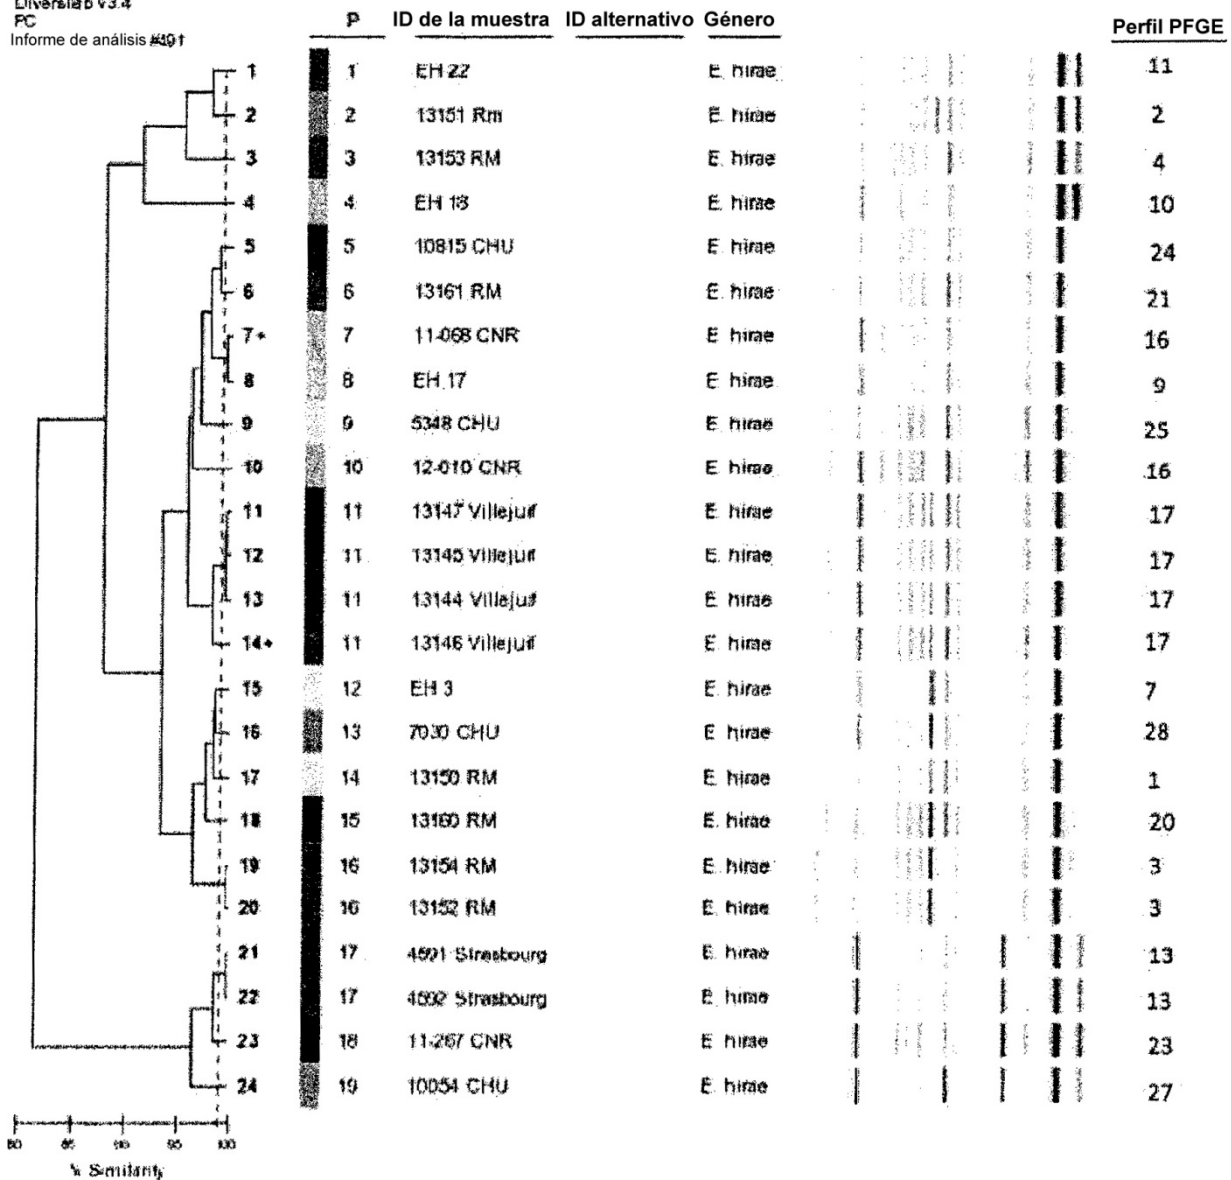 Diverslab v3.4
PC
Informe de análisis
P ID de la muestra ID alternativo Género Perfil PFGE
1 1 EH 22 E. hirae 11
2 2 13151 Rm E. hirae 2
3 3 13153 RM E. hirae 4
4 4 EH 18 E. hirae 10
5 5 10815 CHU E. hirae 24
6 6 13161 RM E. hirae 21
7+ 7 11-068 CNR E. hirae 16
8 8 EH 17 E. hirae 9
9 9 5348 CHU E. hirae 25
10 10 12-010 CNR E. hirae 16
11 11 13147 Villejuif E. hirae 17
12 11 13145 Villejuif E. hirae 17
13 11 13144 Villejuif E. hirae 17
14+ 11 13146 Villejuif E. hirae 17
15 12 EH 3 E. hirae 7
16 13 7030 CHU E. hirae 28
17 14 13150 RM E. hirae 1
18 15 13160 RM E. hirae 20
19 16 13154 RM E. hirae 3
20 16 13152 RM E. hirae 3
21 17 4591 Strasbourg E. hirae 13
22 17 4592 Strasbourg E. hirae 13
23 18 11-267 CNR E. hirae 23
24 19 10054 CHU E. hirae 27
80 85 90 95 100
% Similarity